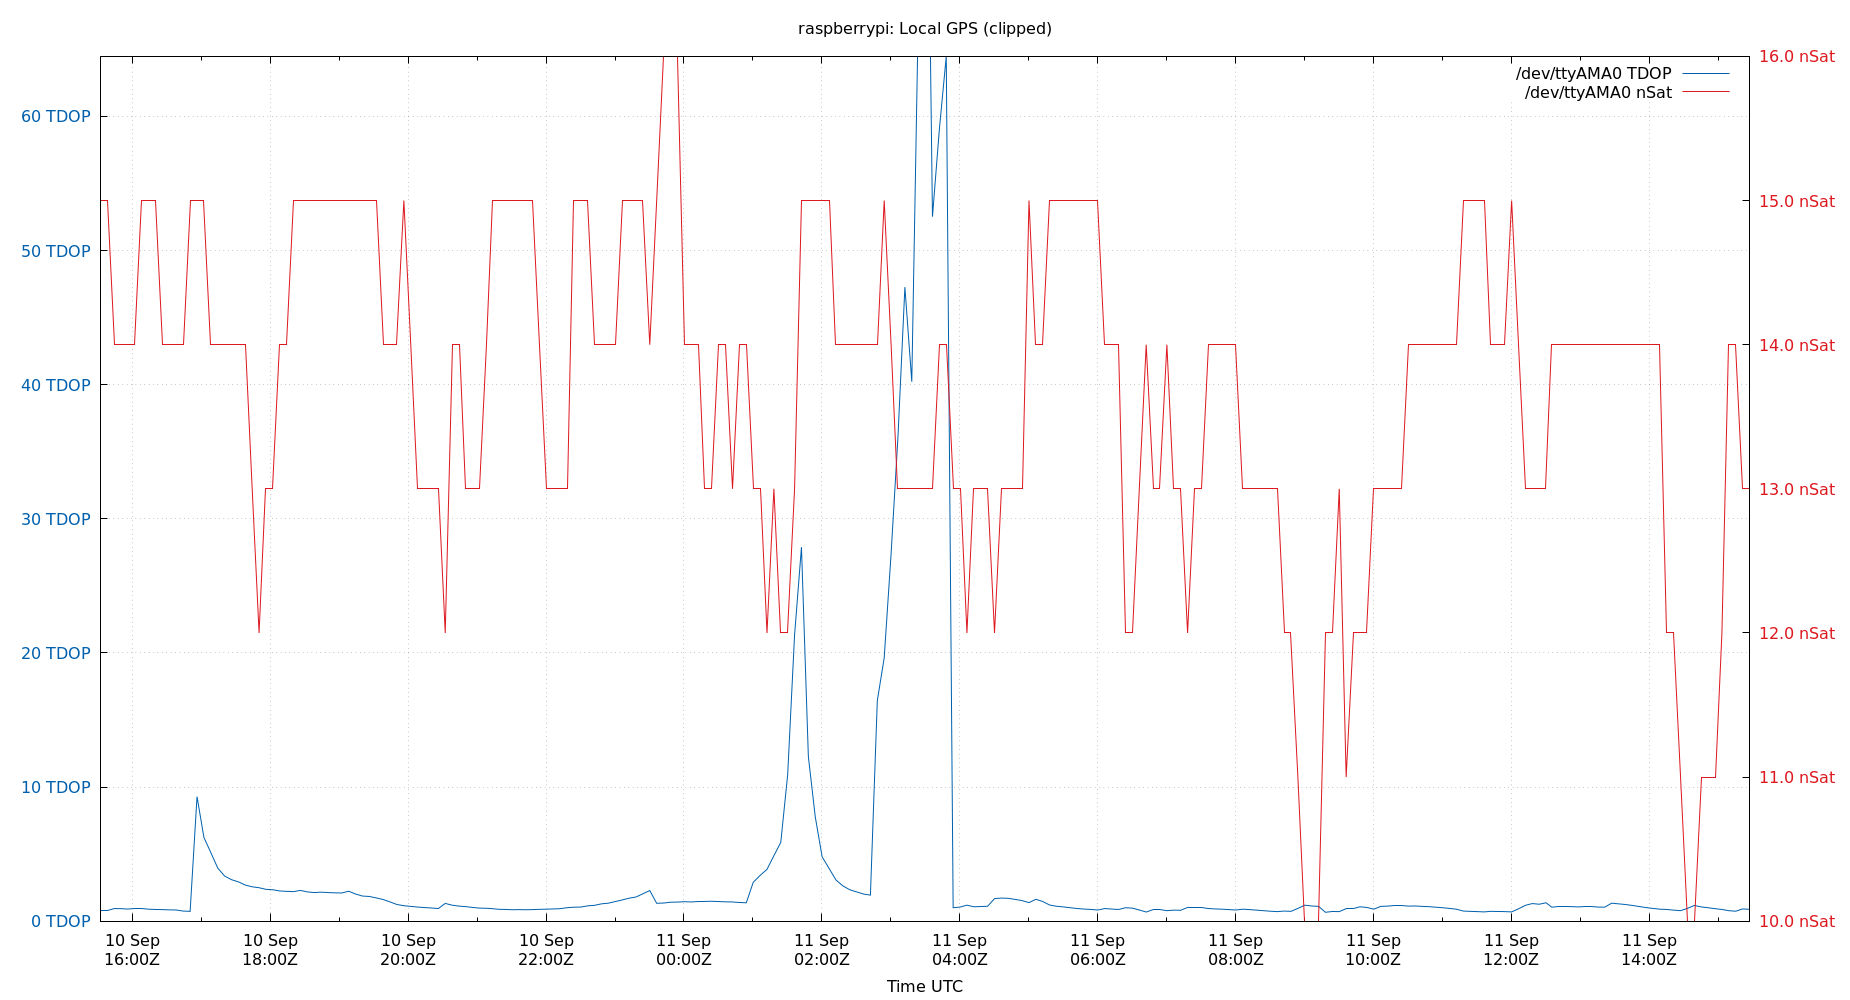 raspberrypi: Local GPS (clipped)
/dev/ttyAMA0 TDOP
/dev/ttyAMA0 nSat
60 TDOP
50 TDOP
40 TDOP
30 TDOP
20 TDOP
10 TDOP
0 TDOP
16.0 nSat
15.0 nSat
14.0 nSat
13.0 nSat
12.0 nSat
11.0 nSat
10.0 nSat
10 Sep
16:00Z
10 Sep
18:00Z
10 Sep
20:00Z
10 Sep
22:00Z
11 Sep
00:00Z
11 Sep
02:00Z
11 Sep
04:00Z
11 Sep
06:00Z
11 Sep
08:00Z
11 Sep
10:00Z
11 Sep
12:00Z
11 Sep
14:00Z
Time UTC